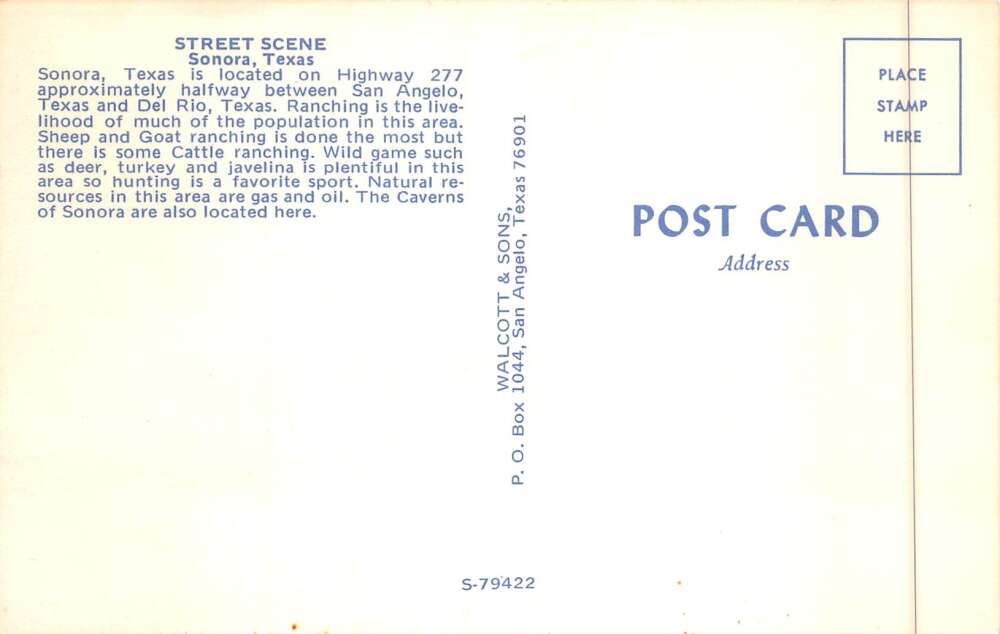 STREET SCENE
Sonora, Texas
Sonora, Texas is located on Highway 277
approximately halfway between San Angelo,
Texas and Del Rio, Texas. Ranching is the live-
lihood of much of the population in this area.
Sheep and Goat ranching is done the most but
there is some Cattle ranching. Wild game such
as deer, turkey and javelina is plentiful in this
area so hunting is a favorite sport. Natural re-
sources in this area are gas and oil. The Caverns
of Sonora are also located here.
WALCOTT & SONS,
P. O. Box 1044, San Angelo, Texas 76901
S-79422
PLACE
STAMP
HERE
POST CARD
Address